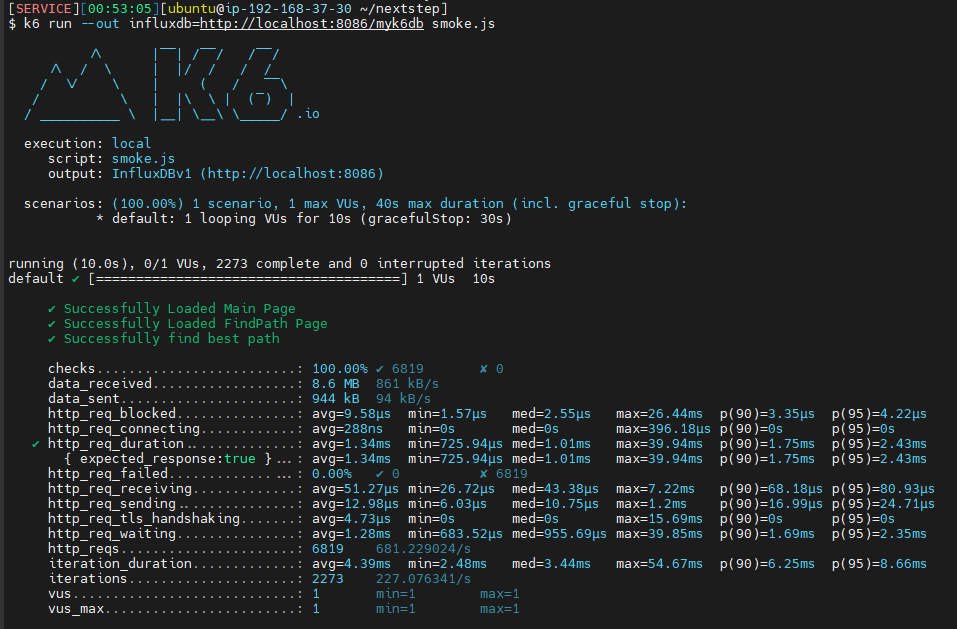 [SERVICE][00:53:05][ubuntu@ip-192-168-37-30 ~/nextstep]
$ k6 run --out influxdb=http://localhost:8086/myk6db smoke.js
K6 .io
execution: local
script: smoke.js
output: InfluxDBv1 (http://localhost:8086)
scenarios: (100.00%) 1 scenario, 1 max VUs, 40s max duration (incl. graceful stop):
* default: 1 looping VUs for 10s (gracefulStop: 30s)
running (10.0s), 0/1 VUs, 2273 complete and 0 interrupted iterations
default ✓ [======================================] 1 VUs  10s
✓ Successfully Loaded Main Page
✓ Successfully Loaded FindPath Page
✓ Successfully find best path
checks.........................: 100.00% ✓ 6819       ✗ 0
data_received..................: 8.6 MB  861 kB/s
data_sent......................: 944 kB  94 kB/s
http_req_blocked...............: avg=9.58µs  min=1.57µs   med=2.55µs   max=26.44ms  p(90)=3.35µs  p(95)=4.22µs
http_req_connecting............: avg=288ns   min=0s       med=0s       max=396.18µs p(90)=0s      p(95)=0s
✓ http_req_duration..............: avg=1.34ms  min=725.94µs med=1.01ms   max=39.94ms  p(90)=1.75ms  p(95)=2.43ms
{ expected_response:true }...: avg=1.34ms  min=725.94µs med=1.01ms   max=39.94ms  p(90)=1.75ms  p(95)=2.43ms
http_req_failed................: 0.00%   ✓ 0          ✗ 6819
http_req_receiving.............: avg=51.27µs min=26.72µs  med=43.38µs  max=7.22ms   p(90)=68.18µs p(95)=80.93µs
http_req_sending...............: avg=12.98µs min=6.03µs   med=10.75µs  max=1.2ms    p(90)=16.99µs p(95)=24.71µs
http_req_tls_handshaking.......: avg=4.73µs  min=0s       med=0s       max=15.69ms  p(90)=0s      p(95)=0s
http_req_waiting...............: avg=1.28ms  min=683.52µs med=955.69µs max=39.85ms  p(90)=1.69ms  p(95)=2.35ms
http_reqs......................: 6819    681.229024/s
iteration_duration.............: avg=4.39ms  min=2.48ms   med=3.44ms   max=54.67ms  p(90)=6.25ms  p(95)=8.66ms
iterations.....................: 2273    227.076341/s
vus............................: 1       min=1        max=1
vus_max........................: 1       min=1        max=1